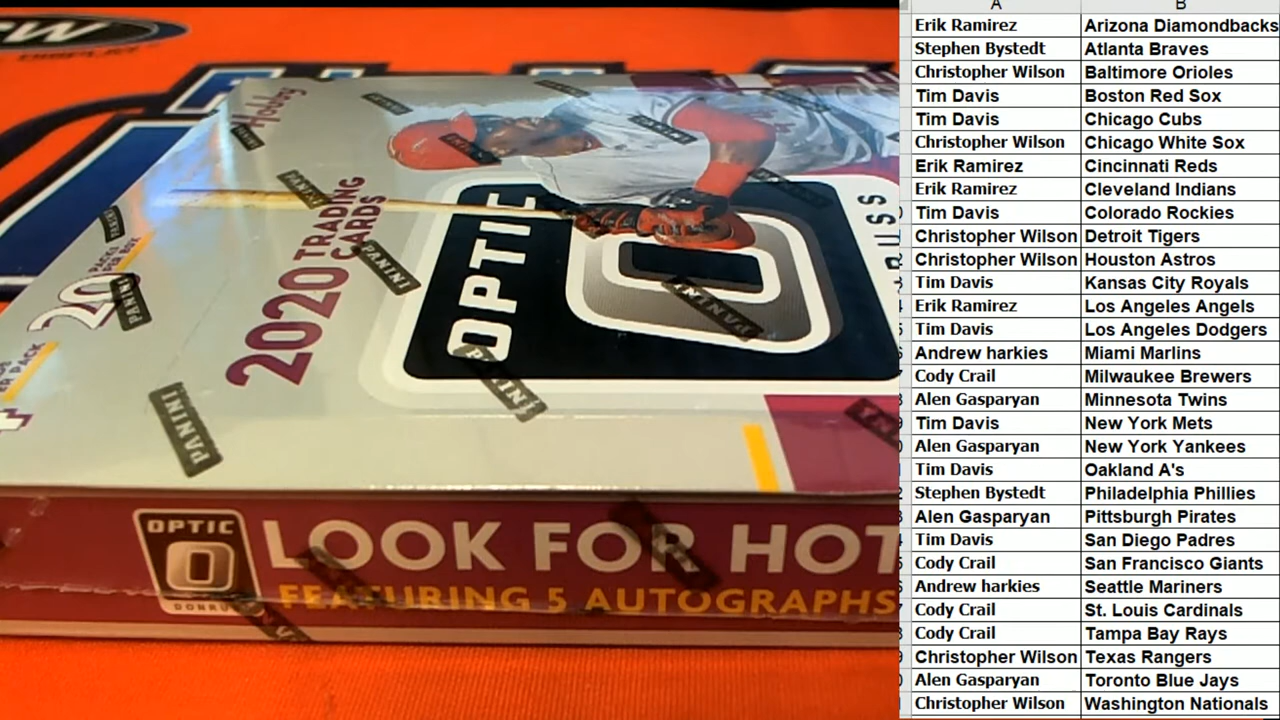 Hobby
2020 TRADING
CARDS
20
OPTIC
PANINI
PANINI
PANINI
PANINI
PANINI
OPTIC
DONRU
LOOK FOR HOT
FEATURING 5 AUTOGRAPHS
A B
Erik Ramirez Arizona Diamondbacks
Stephen Bystedt Atlanta Braves
Christopher Wilson Baltimore Orioles
Tim Davis Boston Red Sox
Tim Davis Chicago Cubs
Christopher Wilson Chicago White Sox
Erik Ramirez Cincinnati Reds
Erik Ramirez Cleveland Indians
Tim Davis Colorado Rockies
Christopher Wilson Detroit Tigers
Christopher Wilson Houston Astros
Tim Davis Kansas City Royals
Erik Ramirez Los Angeles Angels
Tim Davis Los Angeles Dodgers
Andrew harkies Miami Marlins
Cody Crail Milwaukee Brewers
Alen Gasparyan Minnesota Twins
Tim Davis New York Mets
Alen Gasparyan New York Yankees
Tim Davis Oakland A's
Stephen Bystedt Philadelphia Phillies
Alen Gasparyan Pittsburgh Pirates
Tim Davis San Diego Padres
Cody Crail San Francisco Giants
Andrew harkies Seattle Mariners
Cody Crail St. Louis Cardinals
Cody Crail Tampa Bay Rays
Christopher Wilson Texas Rangers
Alen Gasparyan Toronto Blue Jays
Christopher Wilson Washington Nationals